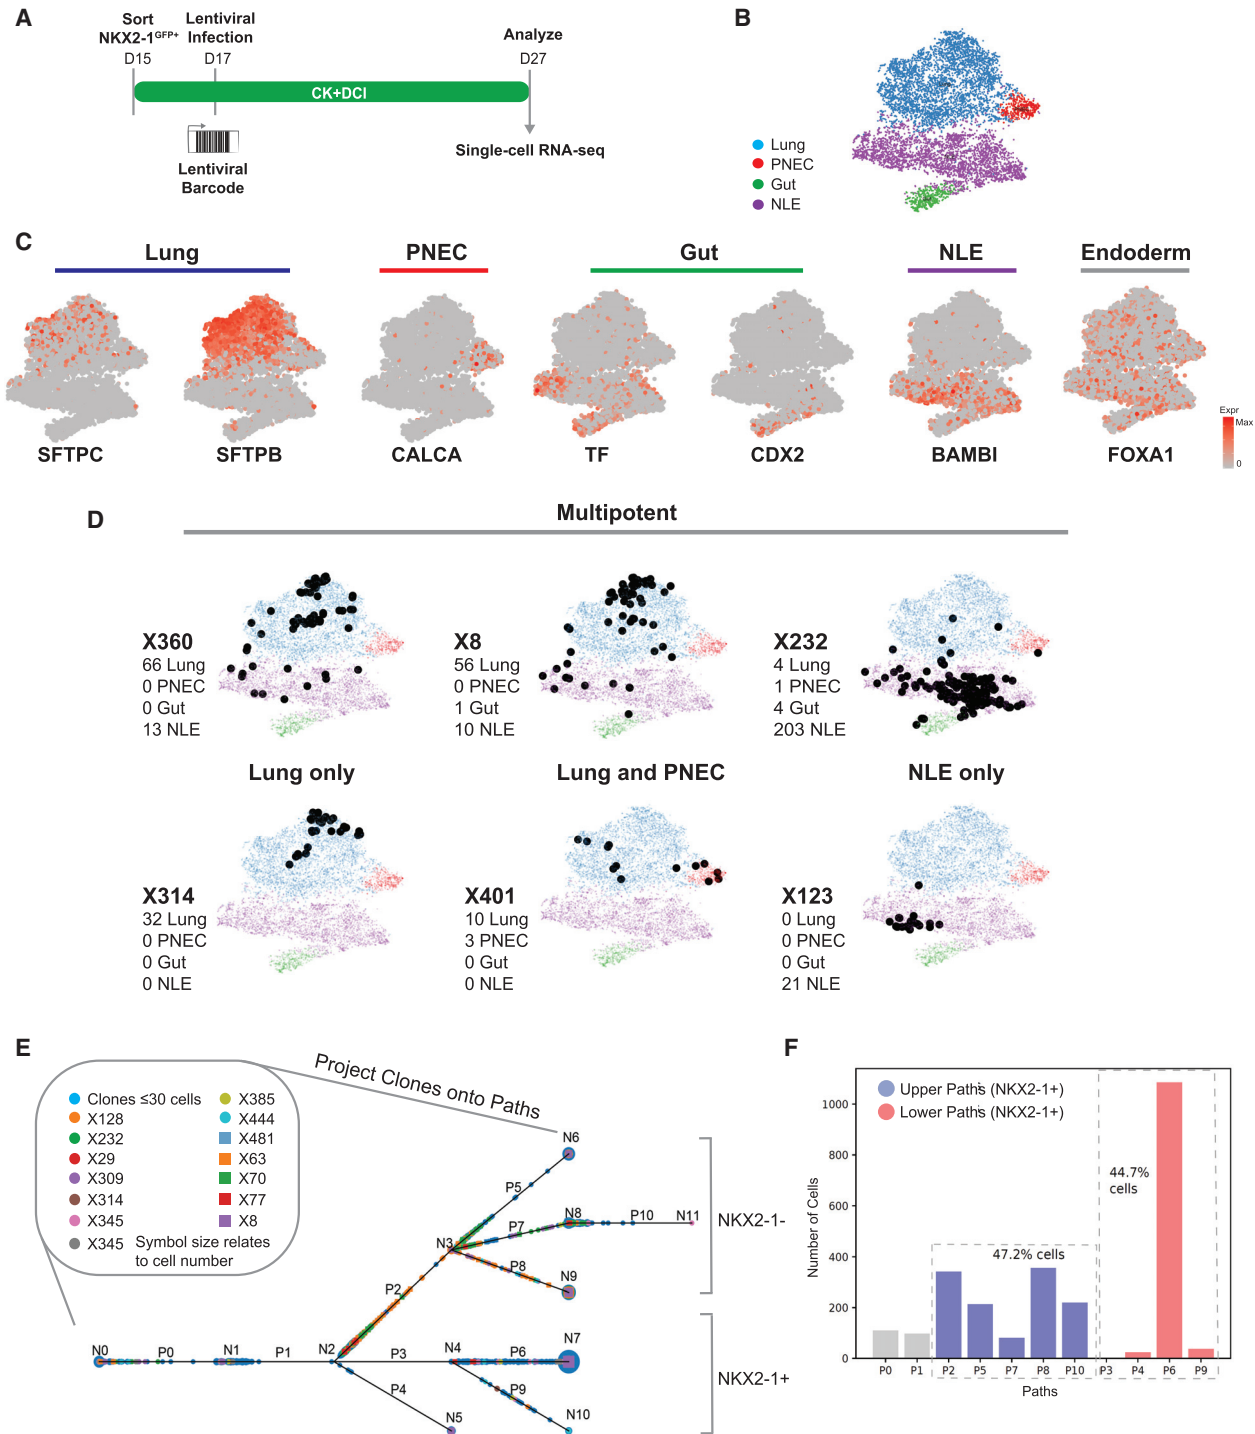 A
Sort
NKX2-1GFP+
Lentiviral
Infection
Analyze
D15
D17
D27
CK+DCI
Lentiviral
Barcode
Single-cell RNA-seq
B
Lung
PNEC
Gut
NLE
C
Lung
PNEC
Gut
NLE
Endoderm
SFTPC
SFTPB
CALCA
TF
CDX2
BAMBI
FOXA1
Expr
Max
0
D
Multipotent
X360
66 Lung
0 PNEC
0 Gut
13 NLE
X8
56 Lung
0 PNEC
1 Gut
10 NLE
X232
4 Lung
1 PNEC
4 Gut
203 NLE
Lung only
Lung and PNEC
NLE only
X314
32 Lung
0 PNEC
0 Gut
0 NLE
X401
10 Lung
3 PNEC
0 Gut
0 NLE
X123
0 Lung
0 PNEC
0 Gut
21 NLE
E
Clones ≤30 cells
X128
X232
X29
X309
X314
X345
X345
X385
X444
X481
X63
X70
X77
X8
Symbol size relates
to cell number
Project Clones onto Paths
N6
P5
N8
P10
N11
P7
N3
P8
N9
P2
N0
P0
N1
P1
N2
P3
N4
P6
N7
P4
P9
N5
N10
NKX2-1-
NKX2-1+
F
Upper Paths (NKX2-1+)
Lower Paths (NKX2-1+)
44.7%
cells
47.2% cells
Number of Cells
1000
800
600
400
200
0
P0
P1
P2
P5
P7
P8
P10
P3
P4
P6
P9
Paths